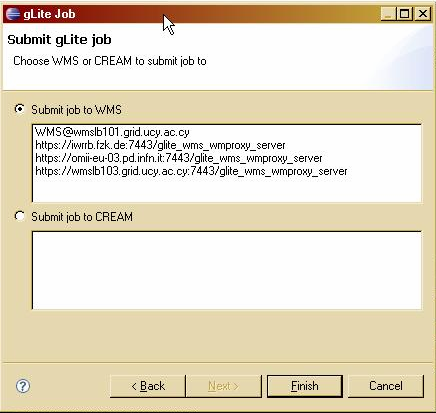 gLite Job
Submit gLite job
Choose WMS or CREAM to submit job to
Submit job to WMS
WMS@wmslb101.grid.ucy.ac.cy
https://iwrrb.fzk.de:7443/glite_wms_wmproxy_server
https://omii-eu-03.pd.infn.it:7443/glite_wms_wmproxy_server
https://wmslb103.grid.ucy.ac.cy:7443/glite_wms_wmproxy_server
Submit job to CREAM
? < Back Next > Finish Cancel